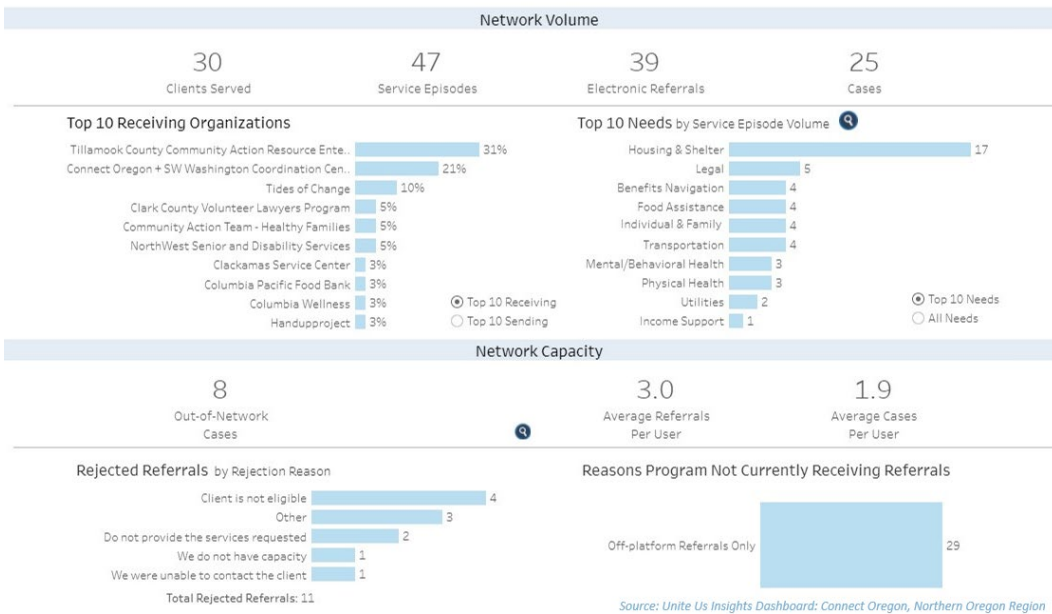 Network Volume
30
47
39
25
Clients Served
Service Episodes
Electronic Referrals
Cases
Top 10 Receiving Organizations
Tillamook County Community Action Resource Ente.. 31%
Connect Oregon + SW Washington Coordination Cen.. 21%
Tides of Change 10%
Clark County Volunteer Lawyers Program 5%
Community Action Team - Healthy Families 5%
NorthWest Senior and Disability Services 5%
Clackamas Service Center 3%
Columbia Pacific Food Bank 3%
Columbia Wellness 3%
Handupproject 3%
Top 10 Receiving
Top 10 Sending
Top 10 Needs by Service Episode Volume
Housing & Shelter 17
Legal 5
Benefits Navigation 4
Food Assistance 4
Individual & Family 4
Transportation 4
Mental/Behavioral Health 3
Physical Health 3
Utilities 2
Income Support 1
Top 10 Needs
All Needs
Network Capacity
8
Out-of-Network
Cases
3.0
Average Referrals
Per User
1.9
Average Cases
Per User
Rejected Referrals by Rejection Reason
Client is not eligible 4
Other 3
Do not provide the services requested 2
We do not have capacity 1
We were unable to contact the client 1
Total Rejected Referrals: 11
Reasons Program Not Currently Receiving Referrals
Off-platform Referrals Only 29
Source: Unite Us Insights Dashboard: Connect Oregon, Northern Oregon Region